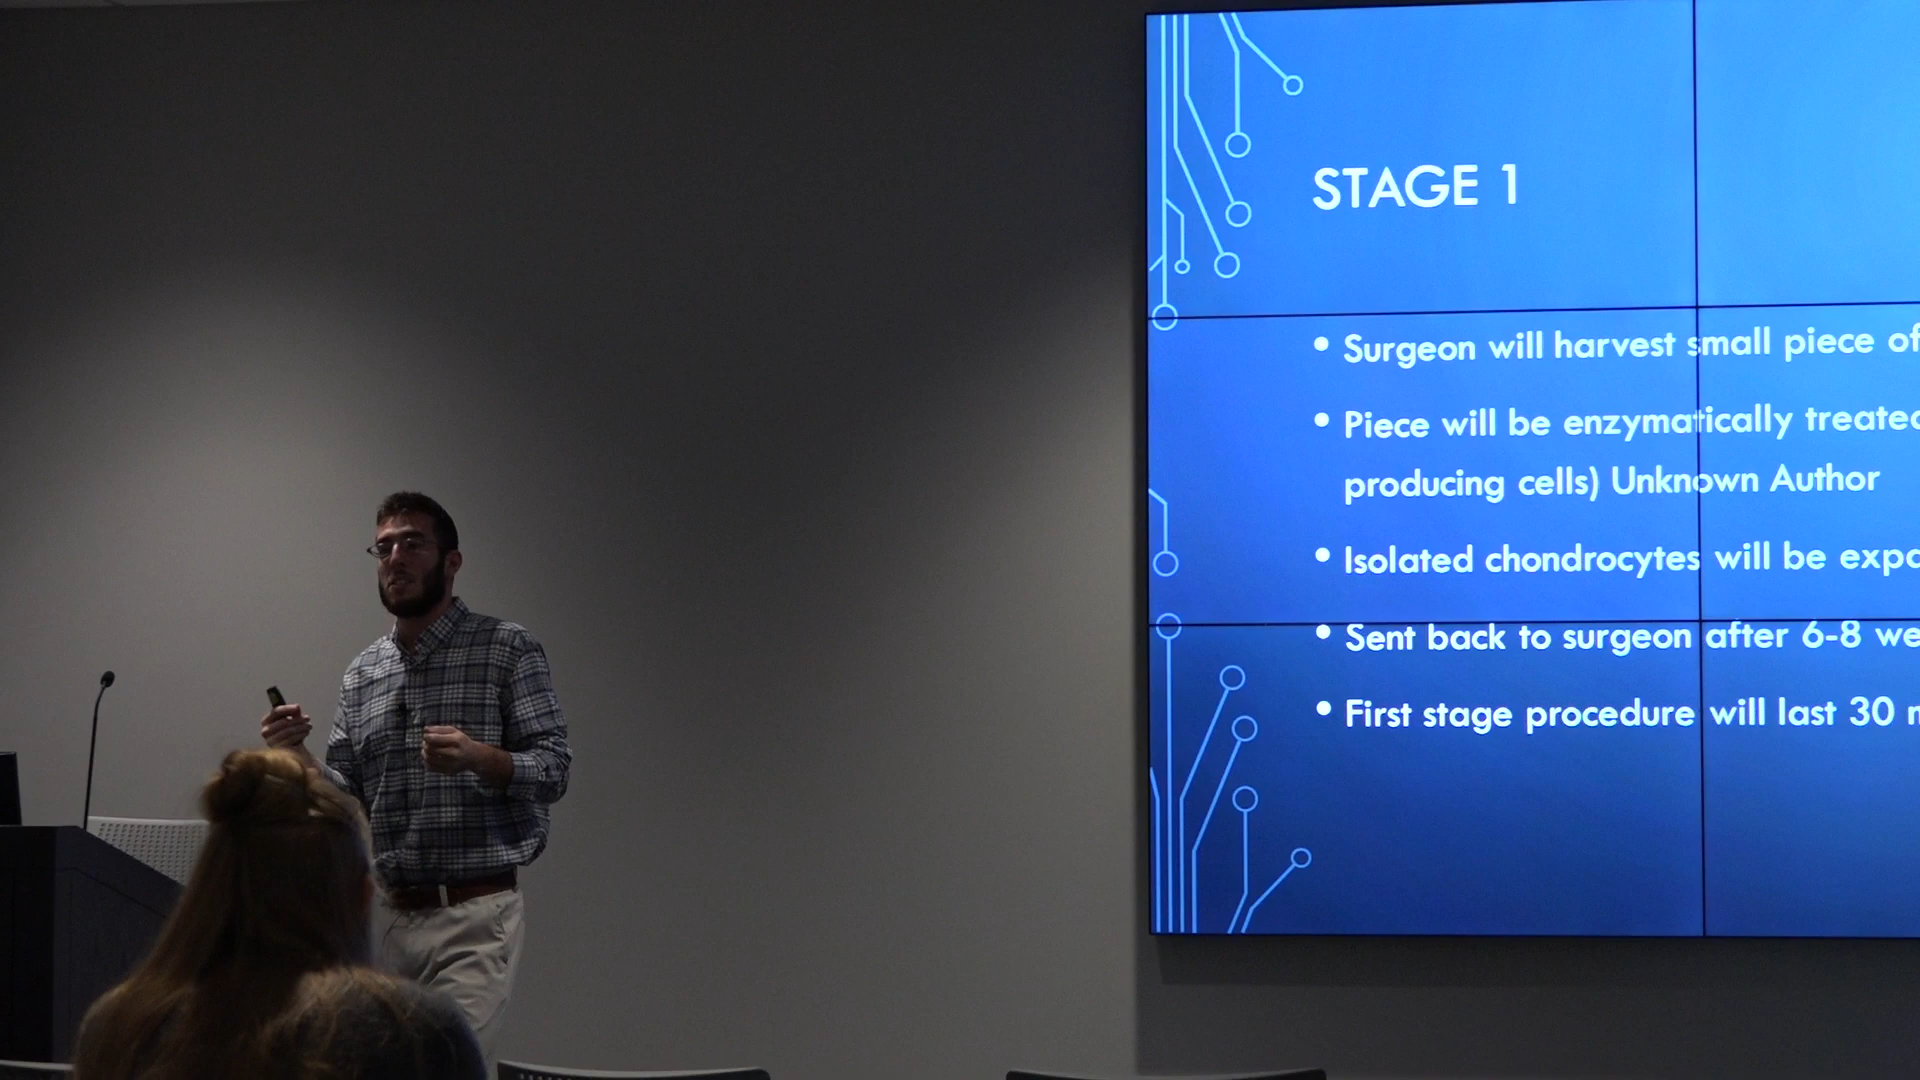 STAGE 1
• Surgeon will harvest small piece of
• Piece will be enzymatically treated
producing cells) Unknown Author
• Isolated chondrocytes will be
• Sent back to surgeon after 6-8
• First stage procedure will last 30